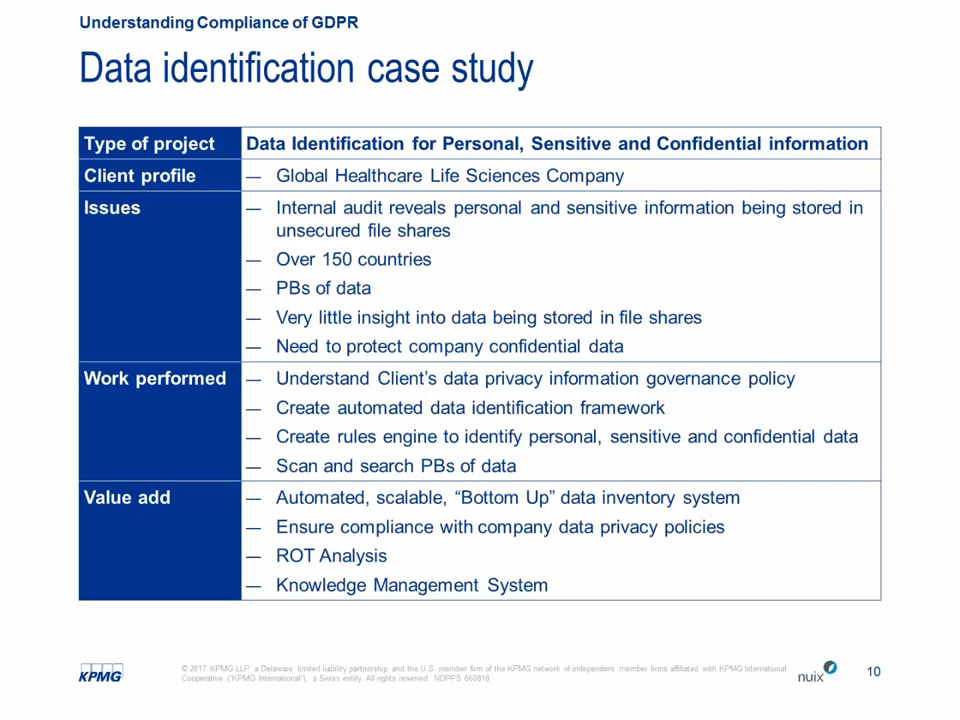 Understanding Compliance of GDPR
Data identification case study
Type of project
Data Identification for Personal, Sensitive and Confidential information
Client profile
— Global Healthcare Life Sciences Company
Issues
— Internal audit reveals personal and sensitive information being stored in
unsecured file shares
— Over 150 countries
— PBs of data
— Very little insight into data being stored in file shares
— Need to protect company confidential data
Work performed
— Understand Client’s data privacy information governance policy
— Create automated data identification framework
— Create rules engine to identify personal, sensitive and confidential data
— Scan and search PBs of data
Value add
— Automated, scalable, “Bottom Up” data inventory system
— Ensure compliance with company data privacy policies
— ROT Analysis
— Knowledge Management System
KPMG
© 2017 KPMG LLP, a Delaware limited liability partnership and the U.S. member firm of the KPMG network of independent member firms affiliated with KPMG International
Cooperative (“KPMG International”), a Swiss entity. All rights reserved. NDPPS 660818
nuix
10